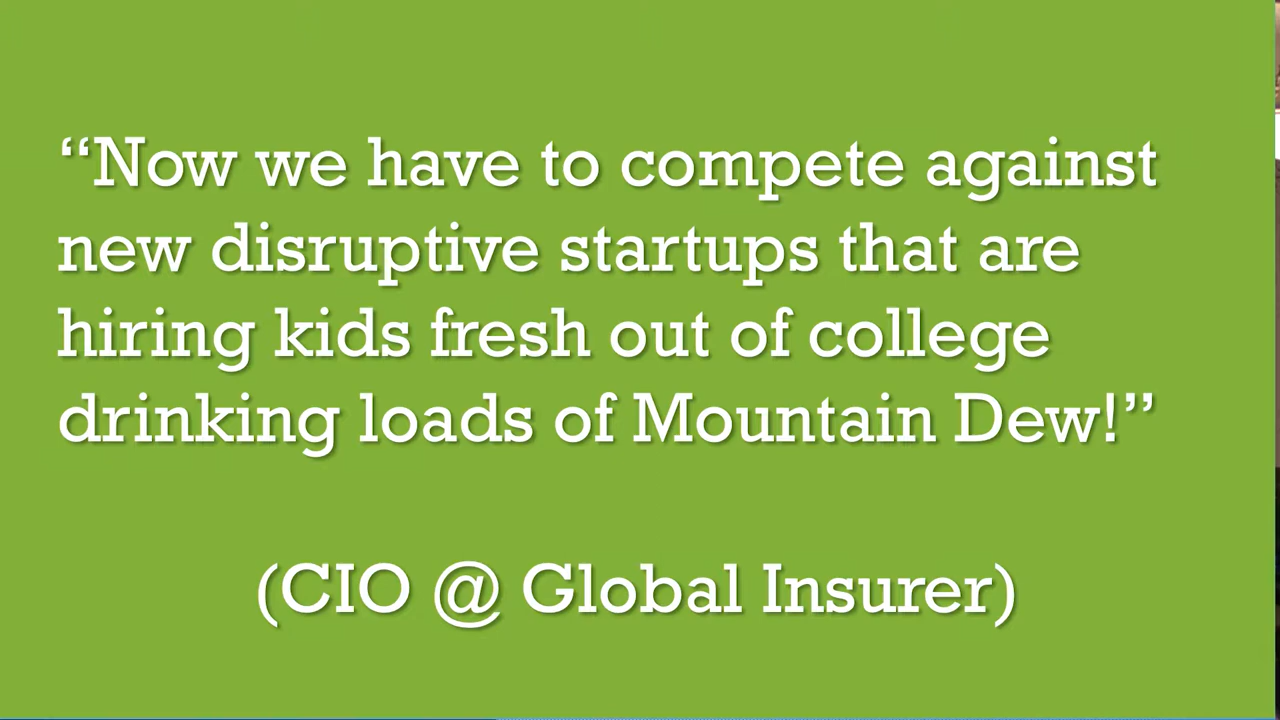 “Now we have to compete against
new disruptive startups that are
hiring kids fresh out of college
drinking loads of Mountain Dew!”
(CIO @ Global Insurer)